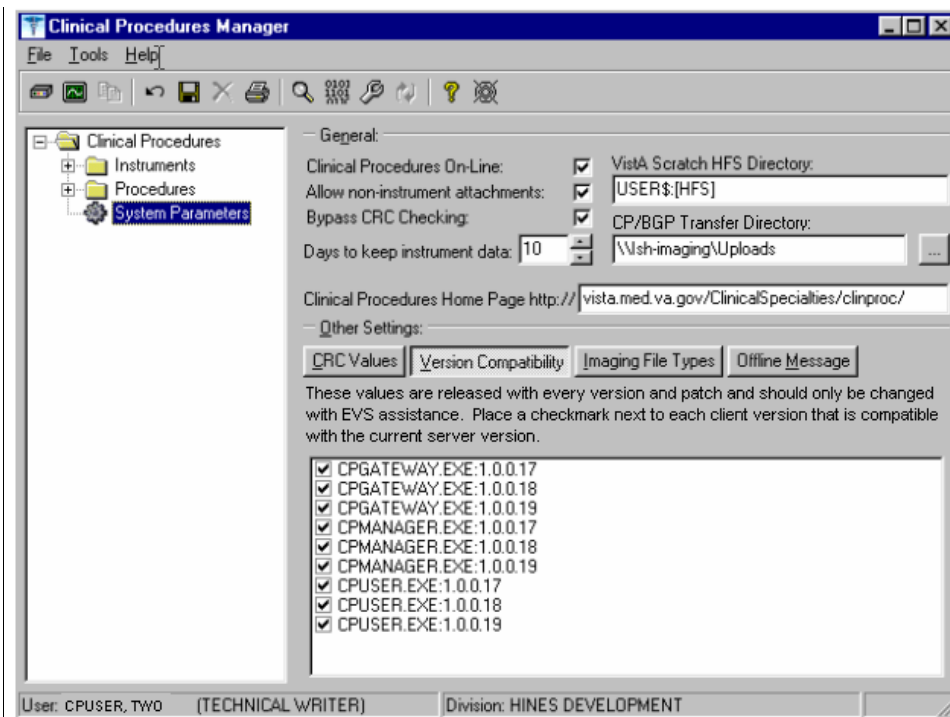 Clinical Procedures Manager
File Tools Help
Clinical Procedures
Instruments
Procedures
System Parameters
General:
Clinical Procedures On-Line:
Allow non-instrument attachments:
Bypass CRC Checking:
Days to keep instrument data: 10
VistA Scratch HFS Directory:
USER$:[HFS]
CP/BGP Transfer Directory:
\\Ish-imaging\Uploads
...
Clinical Procedures Home Page http:// vista.med.va.gov/ClinicalSpecialties/clinproc/
Other Settings:
CRC Values Version Compatibility Imaging File Types Offline Message
These values are released with every version and patch and should only be changed
with EVS assistance. Place a checkmark next to each client version that is compatible
with the current server version.
CPGATEWAY.EXE:1.0.0.17
CPGATEWAY.EXE:1.0.0.18
CPGATEWAY.EXE:1.0.0.19
CPMANAGER.EXE:1.0.0.17
CPMANAGER.EXE:1.0.0.18
CPMANAGER.EXE:1.0.0.19
CPUSER.EXE:1.0.0.17
CPUSER.EXE:1.0.0.18
CPUSER.EXE:1.0.0.19
User: CPUSER, TWO (TECHNICAL WRITER) Division: HINES DEVELOPMENT